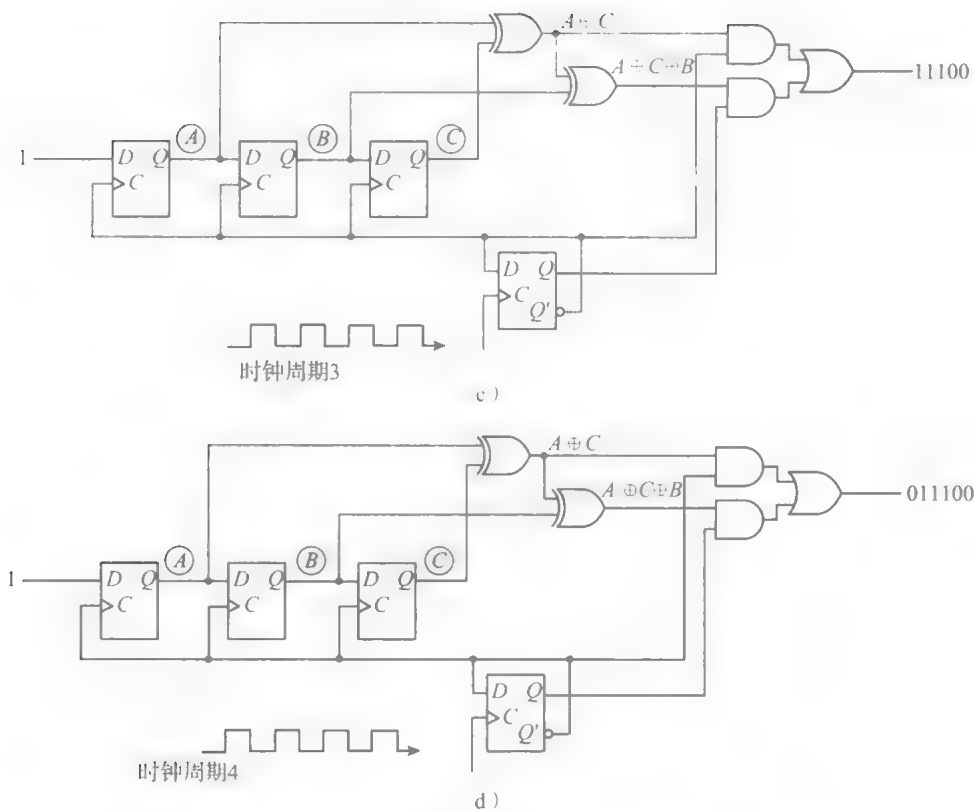 A ⊕ C
A ⊕ C ⊕ B
11100
A
B
C
1
D Q
C
D Q
C
D Q
C
D Q
C
Q'
时钟周期3
c）
A ⊕ C
A ⊕C⊕ B
011100
A
B
C
1
D Q
C
D Q
C
D Q
C
D Q
C
Q'
时钟周期4
d）